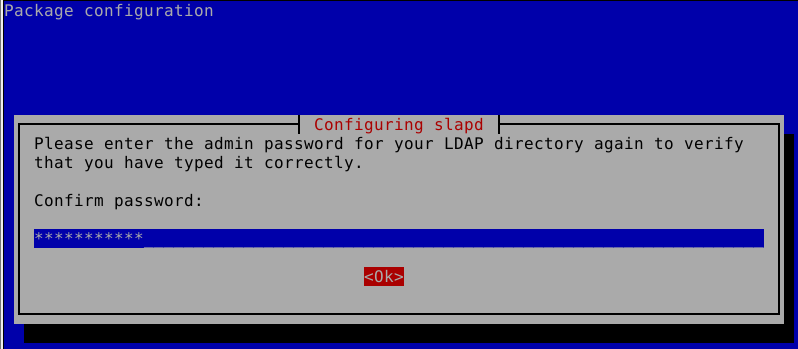 Package configuration
Configuring slapd
Please enter the admin password for your LDAP directory again to verify
that you have typed it correctly.
Confirm password:
***********
<Ok>